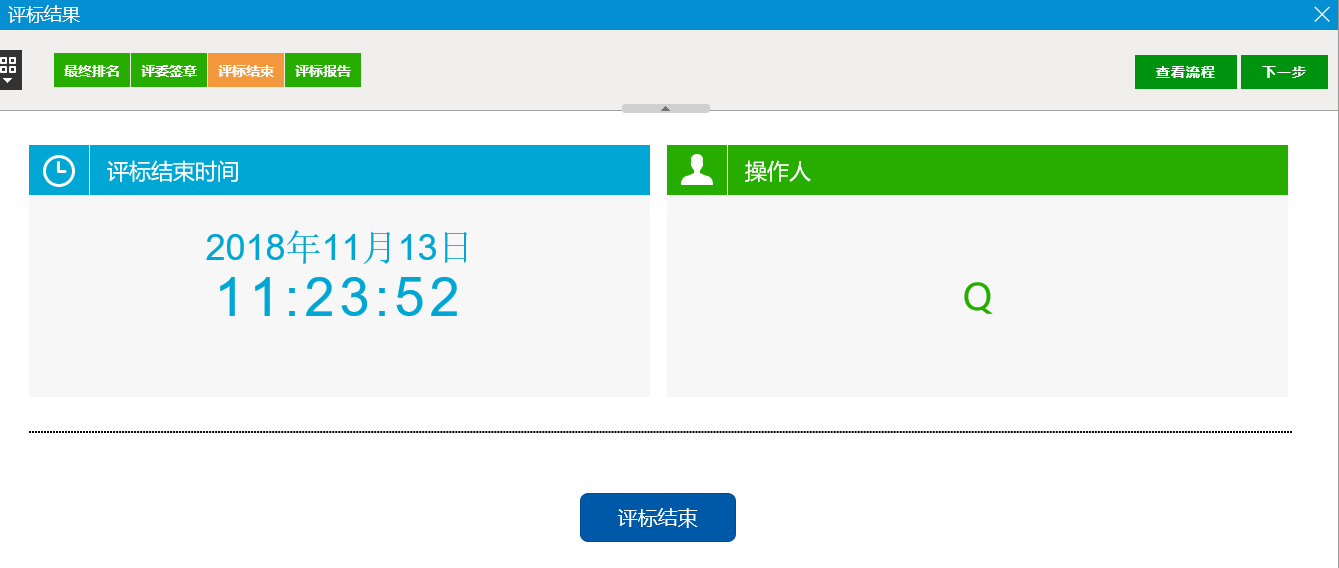 评标结果
最终排名
评委签章
评标结束
评标报告
查看流程
下一步
评标结束时间
2018年11月13日
11:23:52
操作人
Q
评标结束